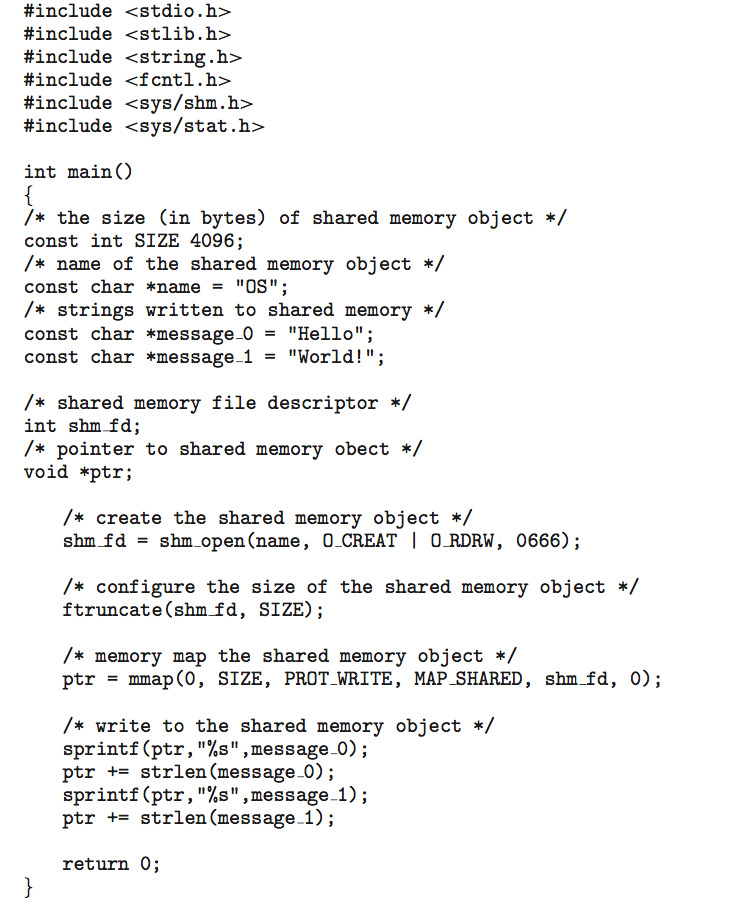 #include <stdio.h>
#include <stlib.h>
#include <string.h>
#include <fcntl.h>
#include <sys/shm.h>
#include <sys/stat.h>
int main()
{
/* the size (in bytes) of shared memory object */
const int SIZE 4096;
/* name of the shared memory object */
const char *name = "OS";
/* strings written to shared memory */
const char *message_0 = "Hello";
const char *message_1 = "World!";
/* shared memory file descriptor */
int shm_fd;
/* pointer to shared memory obect */
void *ptr;
/* create the shared memory object */
shm_fd = shm_open(name, O_CREAT | O_RDRW, 0666);
/* configure the size of the shared memory object */
ftruncate(shm_fd, SIZE);
/* memory map the shared memory object */
ptr = mmap(0, SIZE, PROT_WRITE, MAP_SHARED, shm_fd, 0);
/* write to the shared memory object */
sprintf(ptr,"%s",message_0);
ptr += strlen(message_0);
sprintf(ptr,"%s",message_1);
ptr += strlen(message_1);
return 0;
}